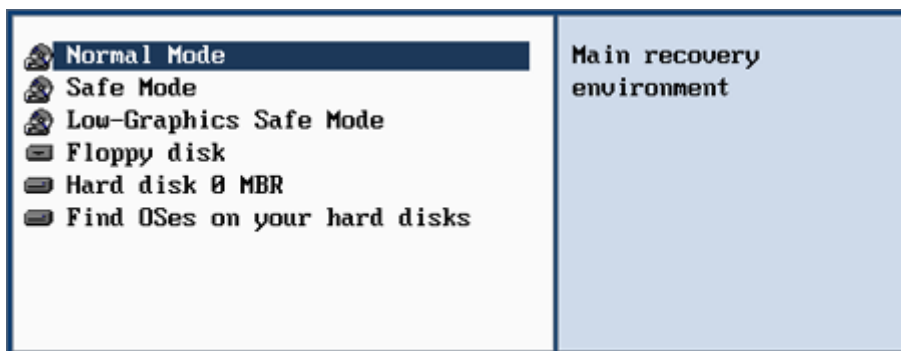 Normal Mode
Safe Mode
Low-Graphics Safe Mode
Floppy disk
Hard disk 0 MBR
Find OSes on your hard disks
Main recovery
environment